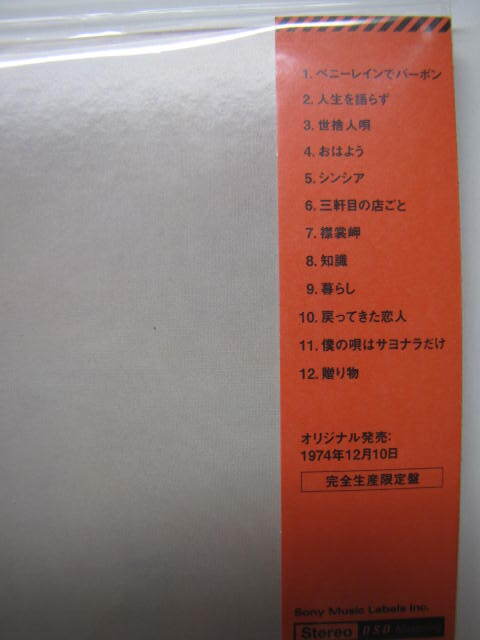 1. ペニーレインでバーボン
2. 人生を語らず
3. 世捨人唄
4. おはよう
5. シンシア
6. 三軒目の店ごと
7. 襟裳岬
8. 知識
9. 暮らし
10. 戻ってきた恋人
11. 僕の唄はサヨナラだけ
12. 贈り物
オリジナル発売:
1974年12月10日
完全生産限定盤
Sony Music Labels Inc.
Stereo DSD